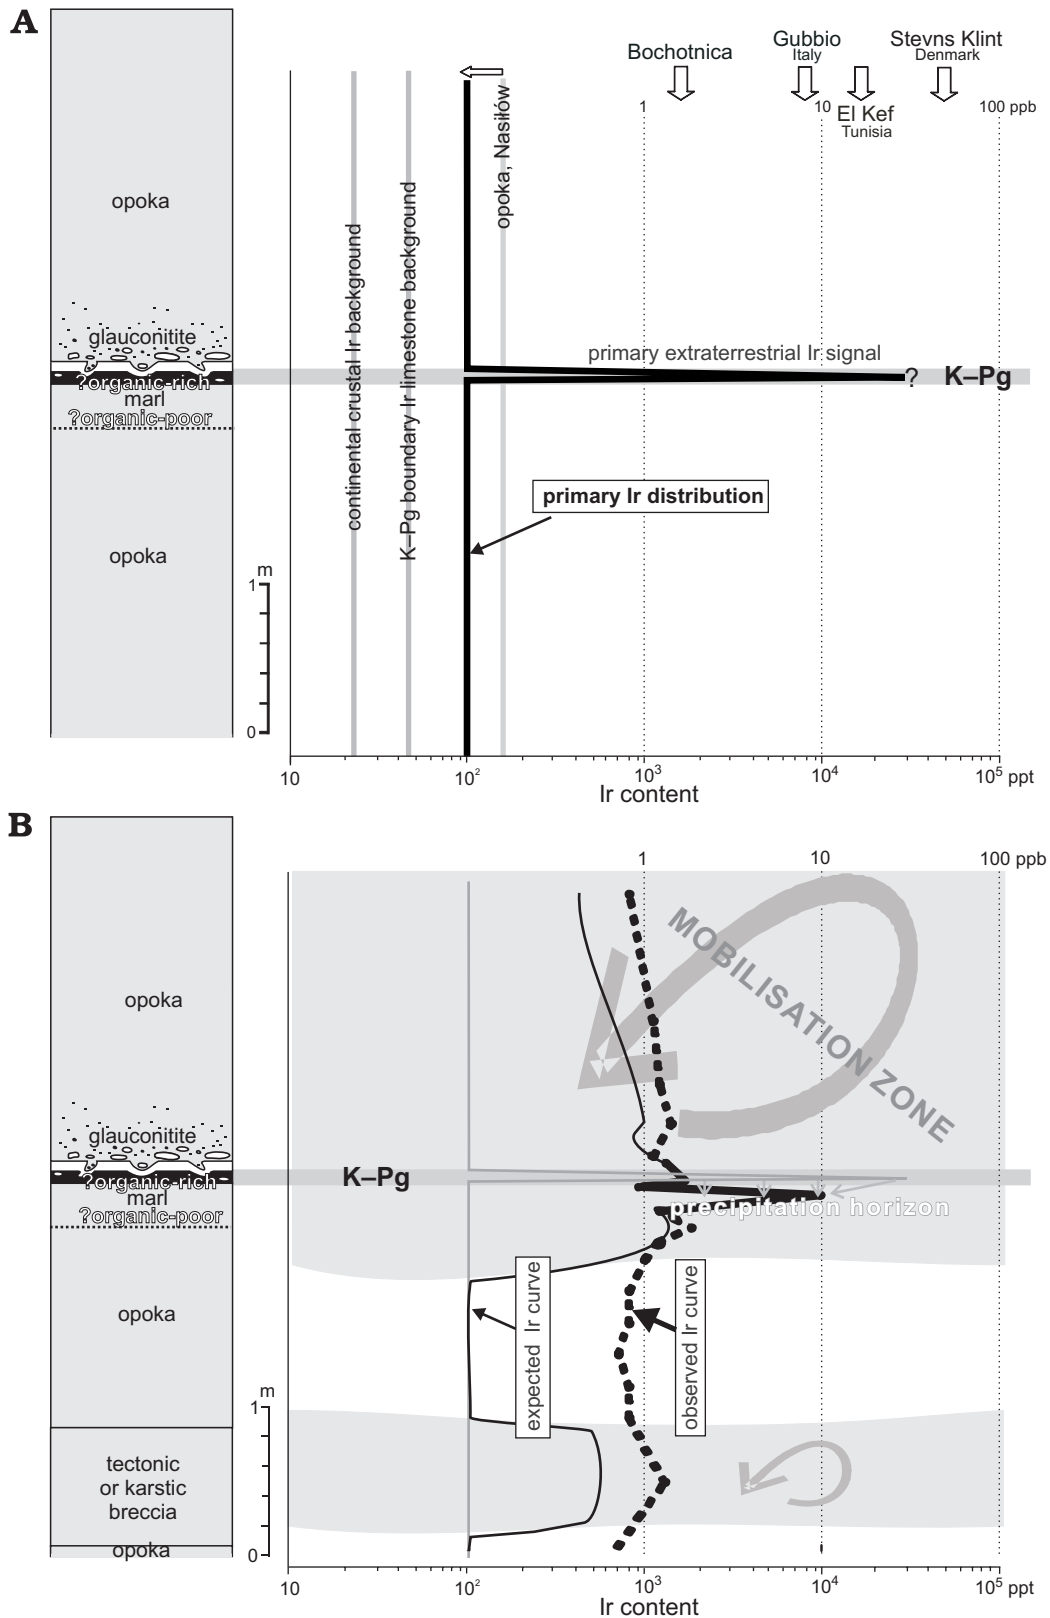 A
Bochotnica
Gubbio
Italy
Stevns Klint
Denmark
1
10
100 ppb
El Kef
Tunisia
opoka
glauconitite
?organic-rich
marl
?organic-poor
opoka
continental crustal Ir background
K–Pg boundary Ir limestone background
opoka, Nasiłów
primary extraterrestrial Ir signal
?
K–Pg
primary Ir distribution
m
1
0
10
10²
10³
10⁴
10⁵ ppt
Ir content
B
1
10
100 ppb
opoka
MOBILISATION ZONE
glauconitite
?organic-rich
marl
?organic-poor
K–Pg
precipitation horizon
opoka
expected Ir curve
observed Ir curve
m
1
0
tectonic
or karstic
breccia
opoka
10
10²
10³
10⁴
10⁵ ppt
Ir content